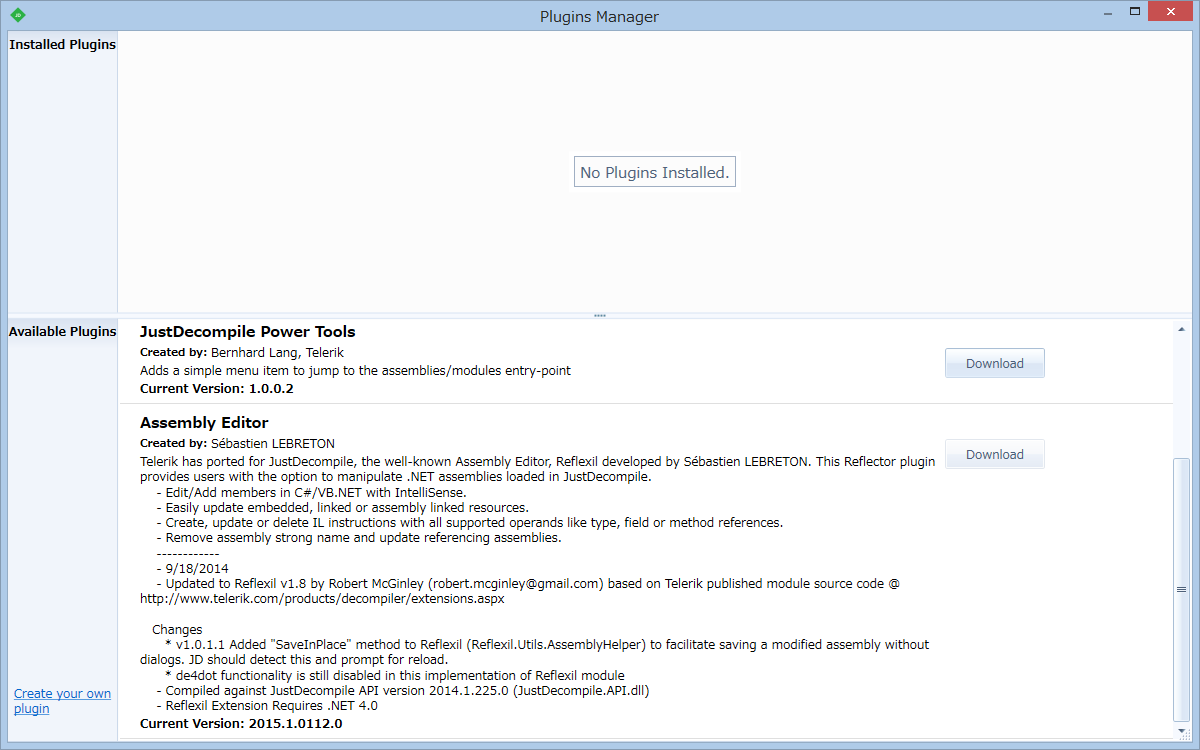 JD
Plugins Manager
Installed Plugins
No Plugins Installed.
Available Plugins
JustDecompile Power Tools
Created by: Bernhard Lang, Telerik
Adds a simple menu item to jump to the assemblies/modules entry-point
Current Version: 1.0.0.2
Download
Assembly Editor
Created by: Sébastien LEBRETON
Telerik has ported for JustDecompile, the well-known Assembly Editor, Reflexil developed by Sébastien LEBRETON. This Reflector plugin
provides users with the option to manipulate .NET assemblies loaded in JustDecompile.
- Edit/Add members in C#/VB.NET with IntelliSense.
- Easily update embedded, linked or assembly linked resources.
- Create, update or delete IL instructions with all supported operands like type, field or method references.
- Remove assembly strong name and update referencing assemblies.
------------
- 9/18/2014
- Updated to Reflexil v1.8 by Robert McGinley (robert.mcginley@gmail.com) based on Telerik published module source code @
http://www.telerik.com/products/decompiler/extensions.aspx
Changes
* v1.0.1.1 Added "SaveInPlace" method to Reflexil (Reflexil.Utils.AssemblyHelper) to facilitate saving a modified assembly without
dialogs. JD should detect this and prompt for reload.
* de4dot functionality is still disabled in this implementation of Reflexil module
- Compiled against JustDecompile API version 2014.1.225.0 (JustDecompile.API.dll)
- Reflexil Extension Requires .NET 4.0
Current Version: 2015.1.0112.0
Download
Create your own
plugin